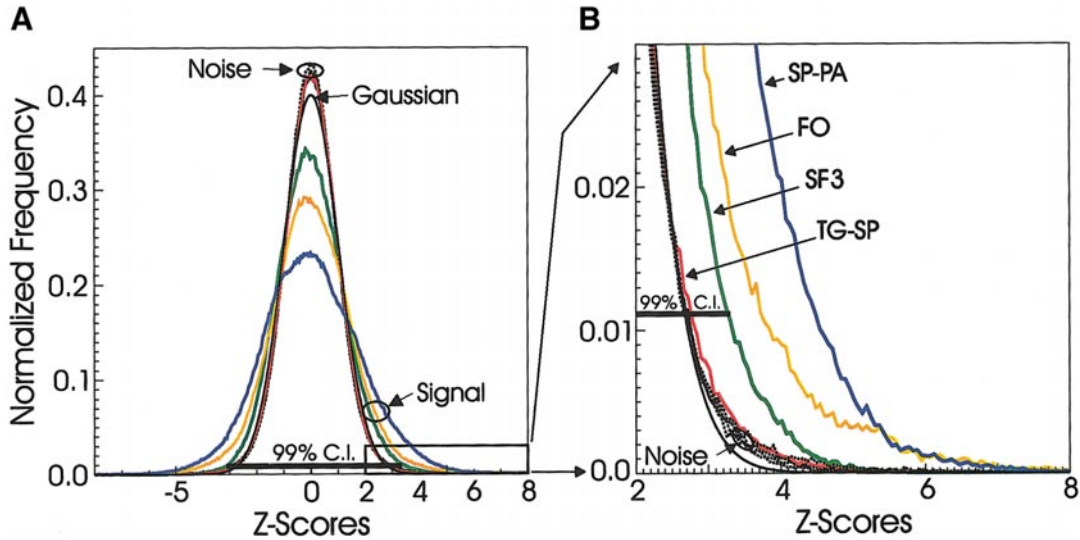 A
Normalized Frequency
0.4
0.3
0.2
0.1
0.0
Noise
Gaussian
Signal
99% C.I.
-5
0
2
4
8
Z-Scores
B
0.02
0.01
0.0
SP-PA
FO
SF3
TG-SP
99% C.I.
Noise
2
4
6
8
Z-Scores